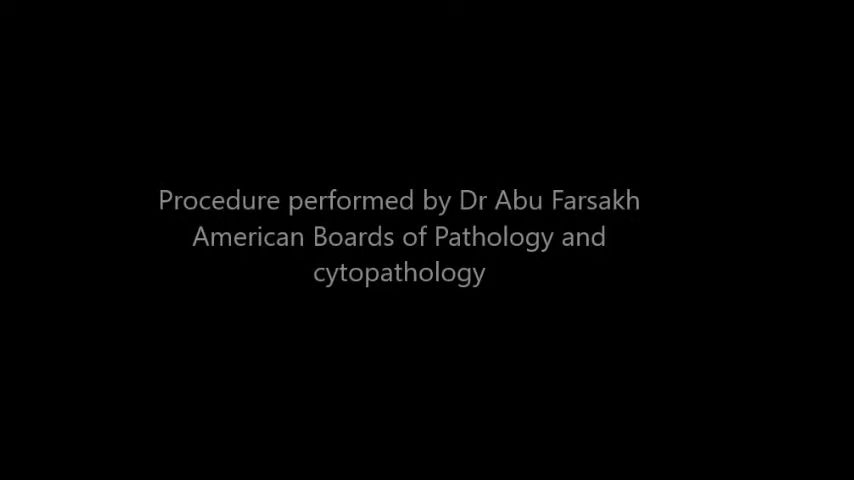 Procedure performed by Dr Abu Farsakh
American Boards of Pathology and
cytopathology